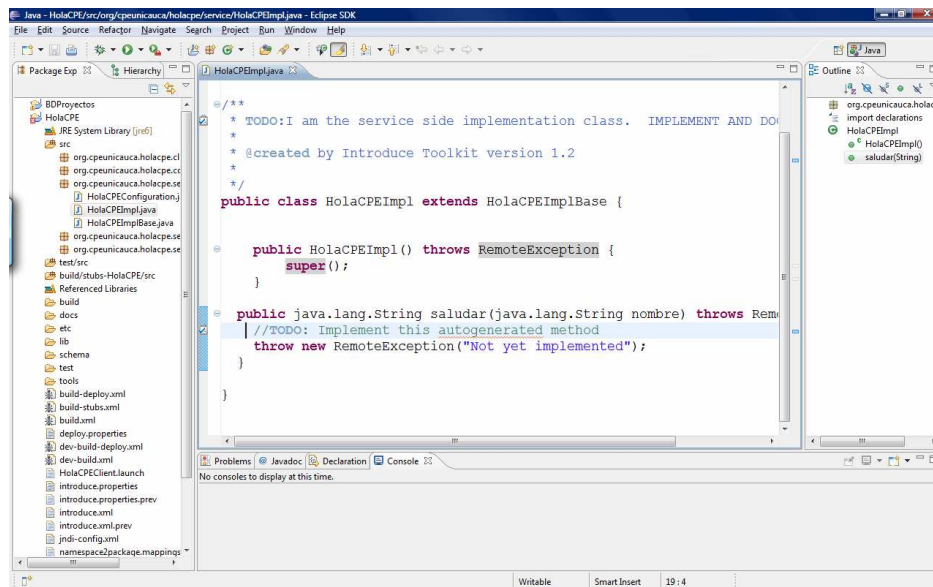 Java - HolaCPE/src/org/cpeunicauca/holacpe/service/HolaCPEImpl.java - Eclipse SDK
File Edit Source Refactor Navigate Search Project Run Window Help
Java
Package Exp
Hierarchy
BDProyectos
HolaCPE
JRE System Library [jre6]
src
org.cpeunicauca.holacpe.cl
org.cpeunicauca.holacpe.cc
org.cpeunicauca.holacpe.se
HolaCPEConfiguration.j
HolaCPEImpl.java
HolaCPEImplBase.java
org.cpeunicauca.holacpe.se
org.cpeunicauca.holacpe.se
test/src
build/stubs-HolaCPE/src
Referenced Libraries
build
docs
etc
lib
schema
test
tools
build-deploy.xml
build-stubs.xml
build.xml
deploy.properties
dev-build-deploy.xml
dev-build.xml
HolaCPEClient.launch
introduce.properties
introduce.properties.prev
introduce.xml
introduce.xml.prev
jndi-config.xml
namespace2package.mappings
HolaCPEImpl.java
/**
* TODO:I am the service side implementation class. IMPLEMENT AND DO
*
* @created by Introduce Toolkit version 1.2
*
*/
public class HolaCPEImpl extends HolaCPEImplBase {
public HolaCPEImpl() throws RemoteException {
super();
}
public java.lang.String saludar(java.lang.String nombre) throws Rem
//TODO: Implement this autogenerated method
throw new RemoteException("Not yet implemented");
}
}
Outline
org.cpeunicauca.holac
import declarations
HolaCPEImpl
HolaCPEImpl()
saludar(String)
Problems @ Javadoc Declaration Console
No consoles to display at this time.
Writable Smart Insert 19 : 4